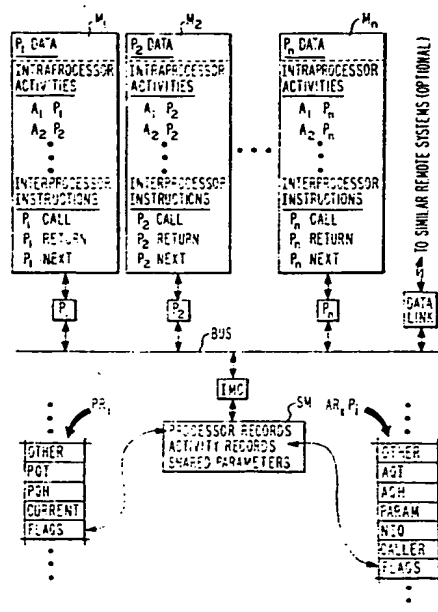 M₁
P₁ DATA
INTRAPROCESSOR
ACTIVITIES
A₁ P₁
A₂ P₂
INTERPROCESSOR
INSTRUCTIONS
P₁ CALL
P₁ RETURN
P₁ NEXT
M₂
P₂ DATA
INTRAPROCESSOR
ACTIVITIES
A₁ P₂
A₂ P₂
INTERPROCESSOR
INSTRUCTIONS
P₂ CALL
P₂ RETURN
P₂ NEXT
Mₙ
Pₙ DATA
INTRAPROCESSOR
ACTIVITIES
A₁ Pₙ
A₂ Pₙ
INTERPROCESSOR
INSTRUCTIONS
Pₙ CALL
Pₙ RETURN
Pₙ NEXT
TO SIMILAR REMOTE SYSTEMS (OPTIONAL)
P₁
P₂
Pₙ
DATA
LINK
BUS
IMC
SM
PROCESSOR RECORDS
ACTIVITY RECORDS
SHARED PARAMETERS
PRᵢ
OTHER
PQT
PQH
CURRENT
FLAGS
ARₖPᵢ
OTHER
AQT
AQH
PARAM
NIQ
CALLER
FLAGS